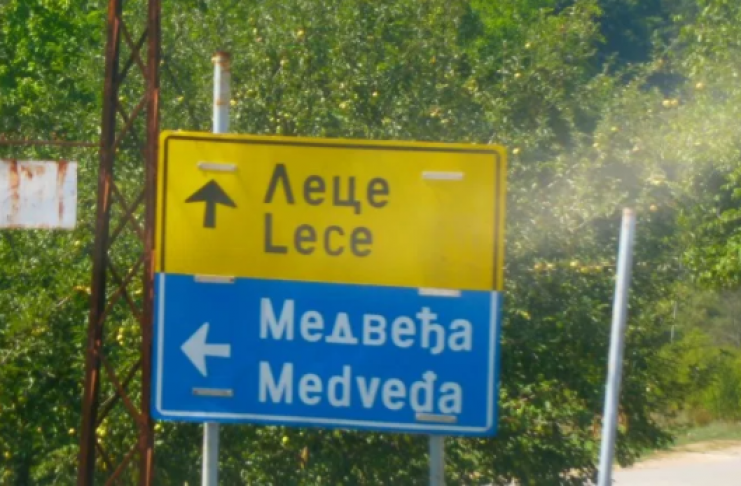 Леце
Lece
Медвеђа
Medveđa